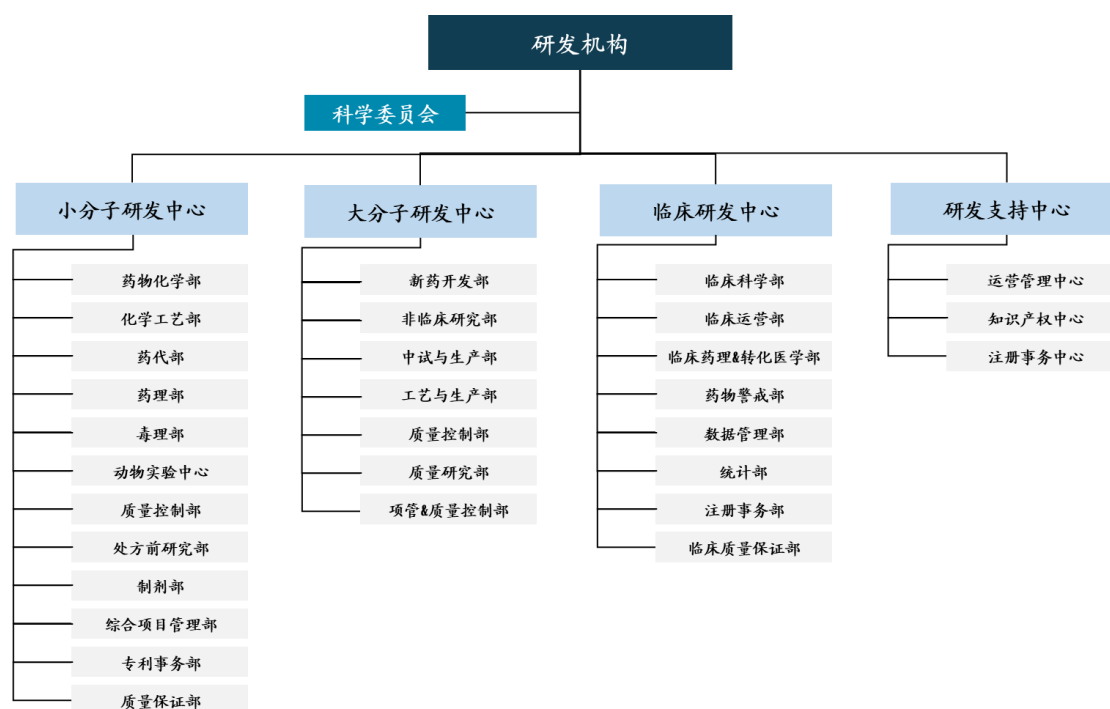 研发机构
科学委员会
小分子研发中心
药物化学部
化学工艺部
药代部
药理部
毒理部
动物实验中心
质量控制部
处方前研究部
制剂部
综合项目管理部
专利事务部
质量保证部
大分子研发中心
新药开发部
非临床研究部
中试与生产部
工艺与生产部
质量控制部
质量研究部
项管&质量控制部
临床研发中心
临床科学部
临床运营部
临床药理&转化医学部
药物警戒部
数据管理部
统计部
注册事务部
临床质量保证部
研发支持中心
运营管理中心
知识产权中心
注册事务中心